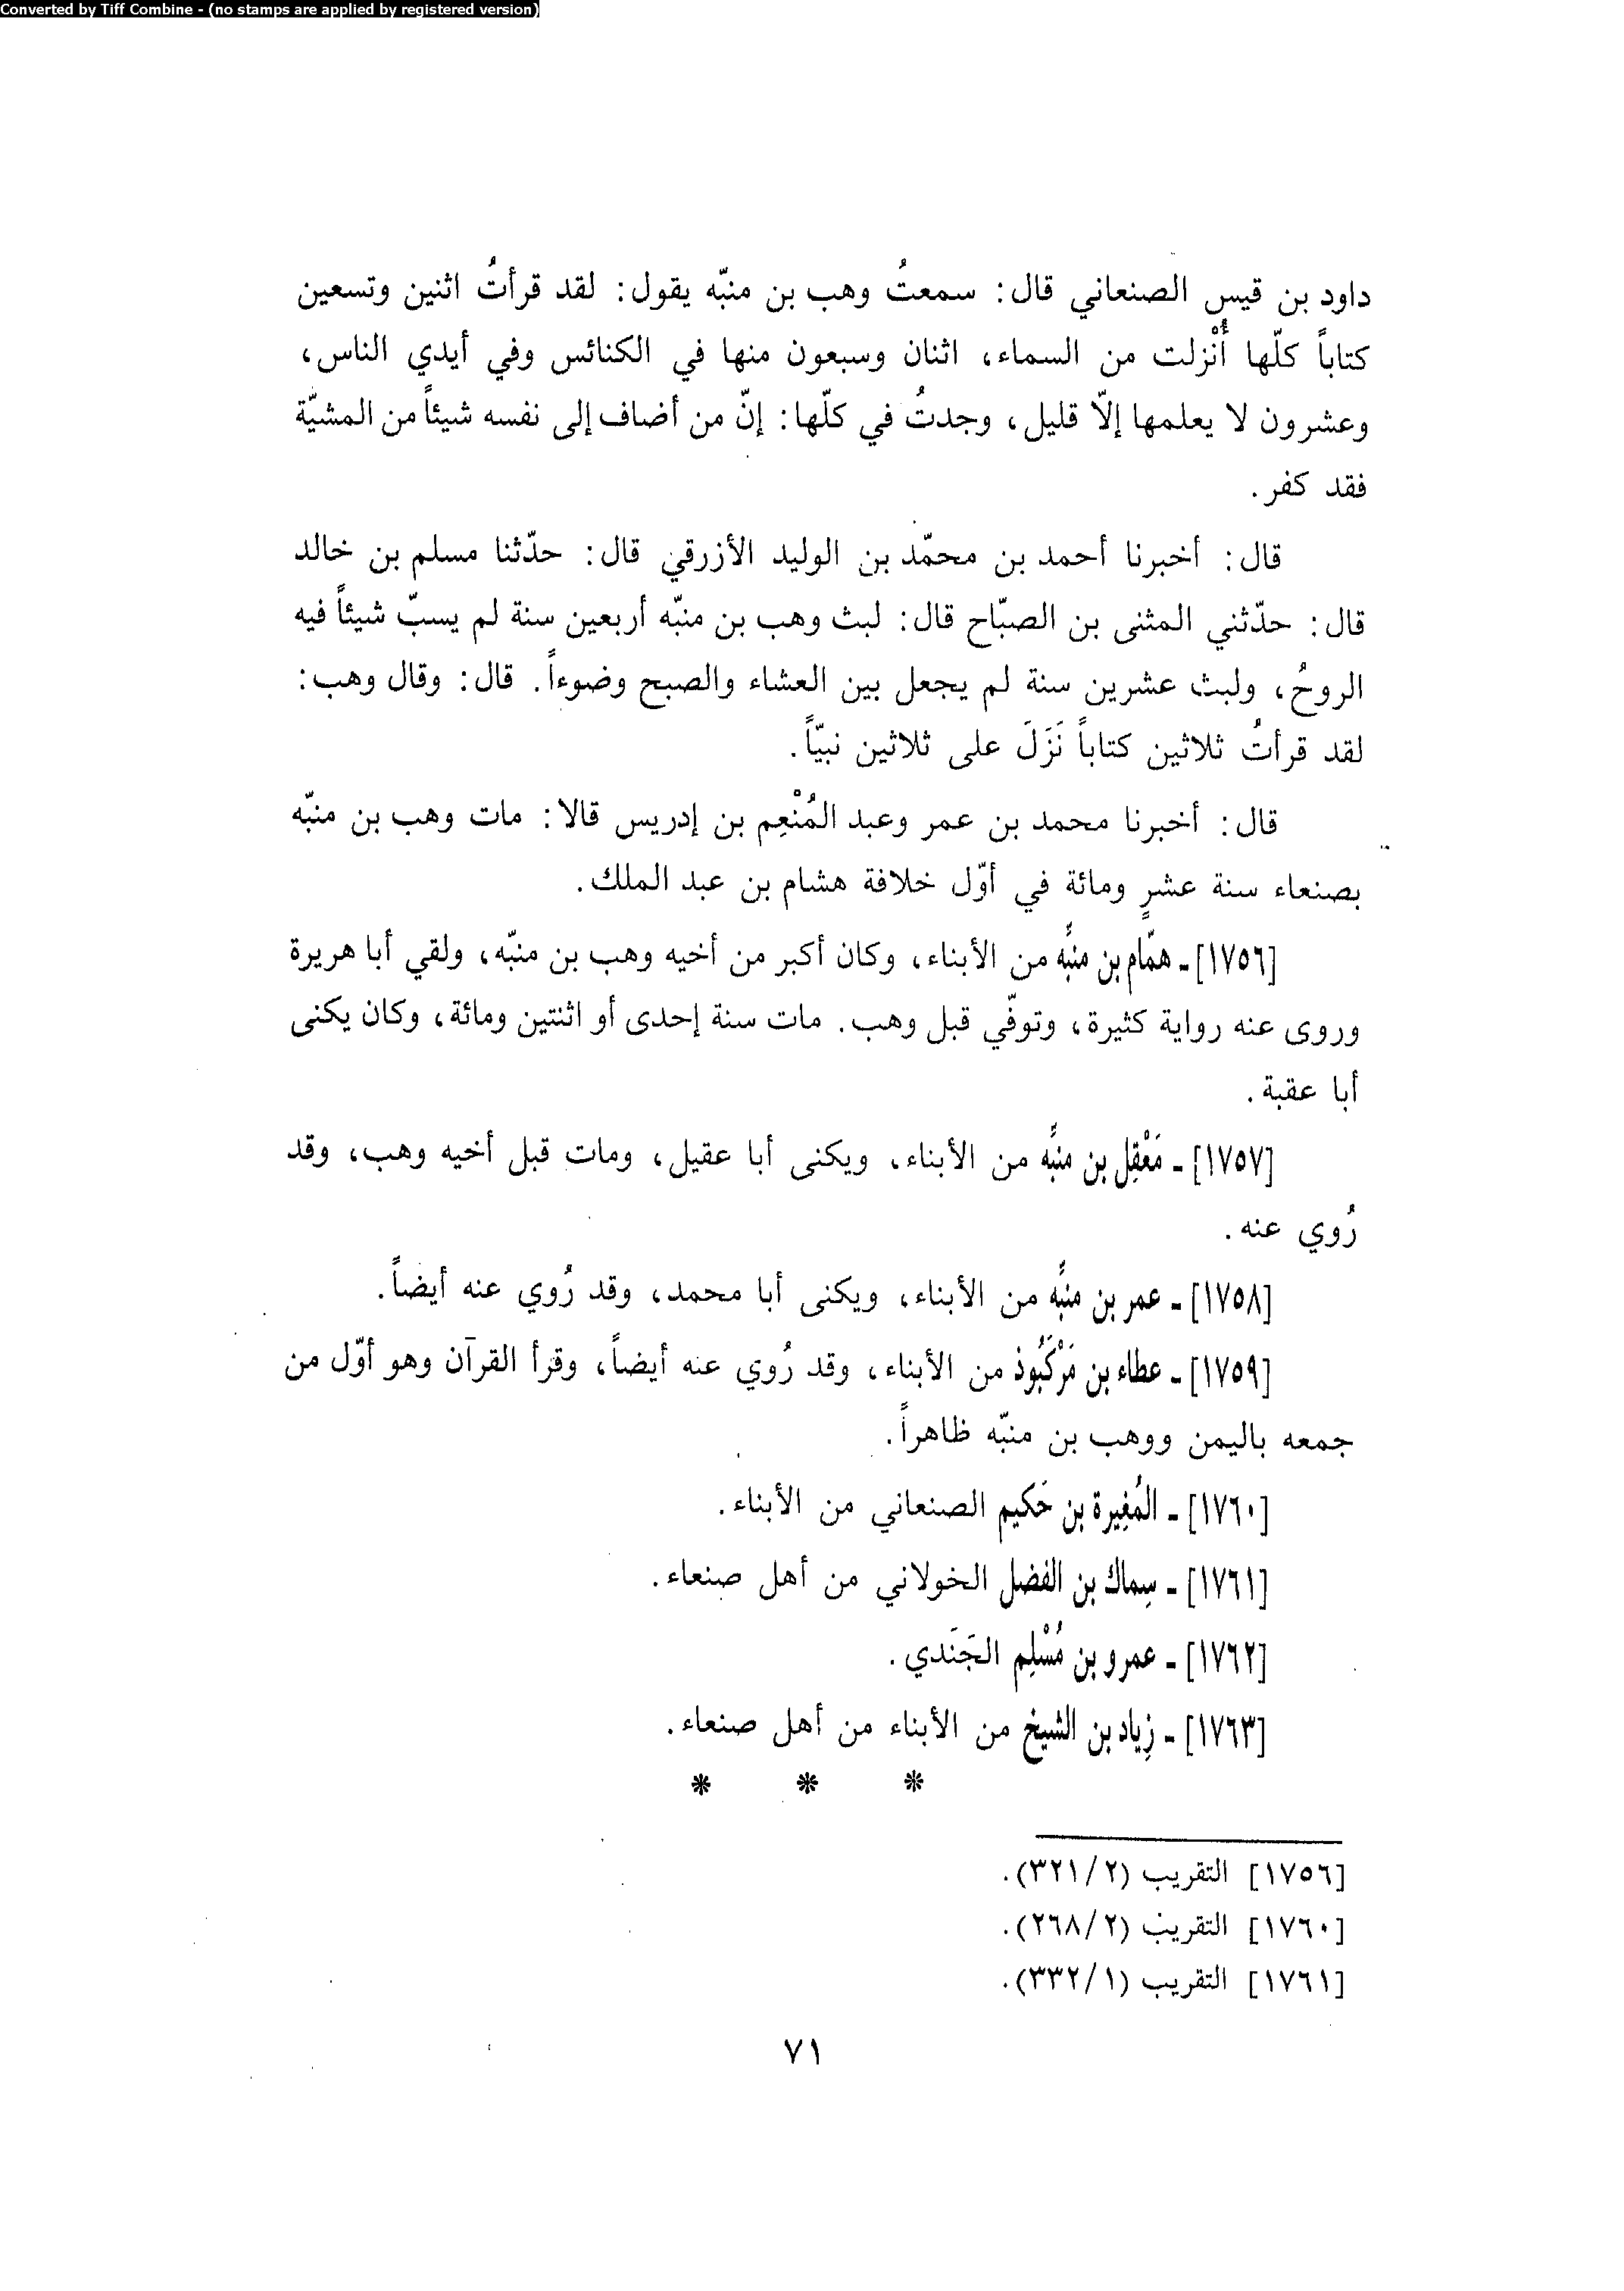 Converted by Tiff Combine - (no stamps are applied by registered version)
داود بن قيس الصنعاني قال: سمعتُ وهب بن منبّه يقول: لقد قرأتُ اثنين وتسعين
كتاباً كلّها أُنْزلت من السماء، اثنان وسبعون منها في الكنائس وفي أيدي الناس،
وعشرون لا يعلمها إلّا قليل، وجدتُ في كلّها: إنّ من أضاف إلى نفسه شيئاً من المشيّة
فقد كفر.
قال: أخبرنا أحمد بن محمّد بن الوليد الأزرقي قال: حدّثنا مسلم بن خالد
قال: حدّثني المثنى بن الصبّاح قال: لبث وهب بن منبّه أربعين سنة لم يسبّ شيئاً فيه
الروحُ، ولبث عشرين سنة لم يجعل بين العشاء والصبح وضوءاً. قال: وقال وهب:
لقد قرأتُ ثلاثين كتاباً نَزَلَ على ثلاثين نبيّاً.
قال: أخبرنا محمد بن عمر وعبد المُنْعِم بن إدريس قالا: مات وهب بن منبّه
بصنعاء سنة عشرٍ ومائة في أوّل خلافة هشام بن عبد الملك.
[١٧٥٦] - همّام بن منبُّه من الأبناء، وكان أكبر من أخيه وهب بن منبّه، ولقي أبا هريرة
وروى عنه رواية كثيرة، وتوفّي قبل وهب. مات سنة إحدى أو اثنتين ومائة، وكان يكنى
أبا عقبة.
[١٧٥٧] - مَعْقِل بن منبُّه من الأبناء، ويكنى أبا عقيل، ومات قبل أخيه وهب، وقد
رُوي عنه.
[١٧٥٨] - عمر بن منبُّه من الأبناء، ويكنى أبا محمد، وقد رُوي عنه أيضاً.
[١٧٥٩] - عطاء بن مَرْكَبُوذ من الأبناء، وقد رُوي عنه أيضاً، وقرأ القرآن وهو أوّل من
جمعه باليمن ووهب بن منبّه ظاهراً.
[١٧٦٠] - المُغِيرة بن حَكيم الصنعاني من الأبناء.
[١٧٦١] - سِماك بن الفضل الخولاني من أهل صنعاء.
[١٧٦٢] - عمرو بن مُسْلِم الجَنَدي.
[١٧٦٣] - زِياد بن الشيخ من الأبناء من أهل صنعاء.
* * *
[١٧٥٦] التقريب (٣٢١/٢).
[١٧٦٠] التقريب (٢٦٨/٢).
[١٧٦١] التقريب (٣٣٢/١).
٧١